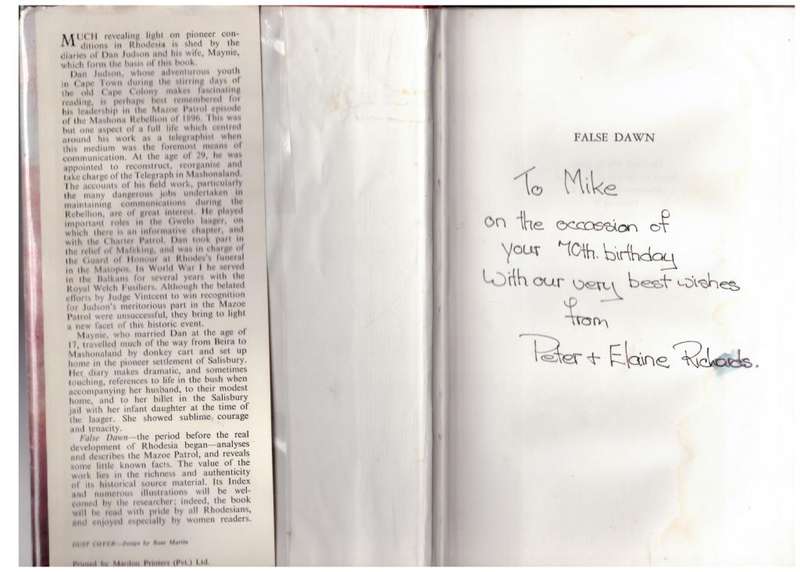 MUCH revealing light on pioneer con-
ditions in Rhodesia is shed by the
diaries of Dan Judson and his wife, Maynie,
which form the basis of this book.
Dan Judson, whose adventurous youth
in Cape Town during the stirring days of
the old Cape Colony makes fascinating
reading, is perhaps best remembered for
his leadership in the Mazoe Patrol episode
of the Mashona Rebellion of 1896. This was
but one aspect of a full life which centred
around his work as a telegraphist when
this medium was the foremost means of
communication. At the age of 29, he was
appointed to reconstruct, reorganise and
take charge of the Telegraph in Mashonaland.
The accounts of his field work, particularly
the many dangerous jobs undertaken in
maintaining communications during the
Rebellion, are of great interest. He played
important roles in the Gwelo laager, on
which there is an informative chapter, and
with the Charter Patrol. Dan took part in
the relief of Mafeking, and was in charge of
the Guard of Honour at Rhodes's funeral
in the Matopos. In World War I he served
in the Balkans for several years with the
Royal Welch Fusiliers. Although the belated
efforts by Judge Vintcent to win recognition
for Judson's meritorious part in the Mazoe
Patrol were unsuccessful, they bring to light
a new facet of this historic event.
Maynie, who married Dan at the age of
17, travelled much of the way from Beira to
Mashonaland by donkey cart and set up
home in the pioneer settlement of Salisbury.
Her diary makes dramatic, and sometimes
touching, references to life in the bush when
accompanying her husband, to their modest
home, and to her billet in the Salisbury
jail with her infant daughter at the time of
the laager. She showed sublime courage
and tenacity.
False Dawn—the period before the real
development of Rhodesia began—analyses
and describes the Mazoe Patrol, and reveals
some little known facts. The value of the
work lies in the richness and authenticity
of its historical source material. Its Index
and numerous illustrations will be wel-
comed by the researcher; indeed, the book
will be read with pride by all Rhodesians,
and enjoyed especially by women readers.
DUST COVER—Design by Rose Martin
Printed by Mardon Printers (Pvt.) Ltd.
FALSE DAWN
To Mike
on the occassion of
your 70th. birthday
With our very best wishes
from
Peter + Elaine Richards.